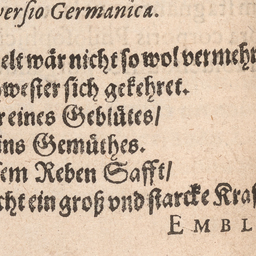 versio Germanica.
elt wär nicht so wol vermehr
wester sich gekehret.
eines Geblütes/
ins Gemüthes.
em Reben Safft/
cht ein groß vnd starcke Kraf
EMBL